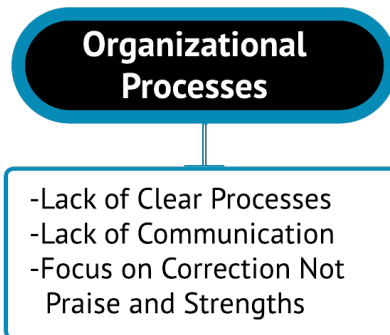 Organizational
Processes
-Lack of Clear Processes
-Lack of Communication
-Focus on Correction Not
Praise and Strengths